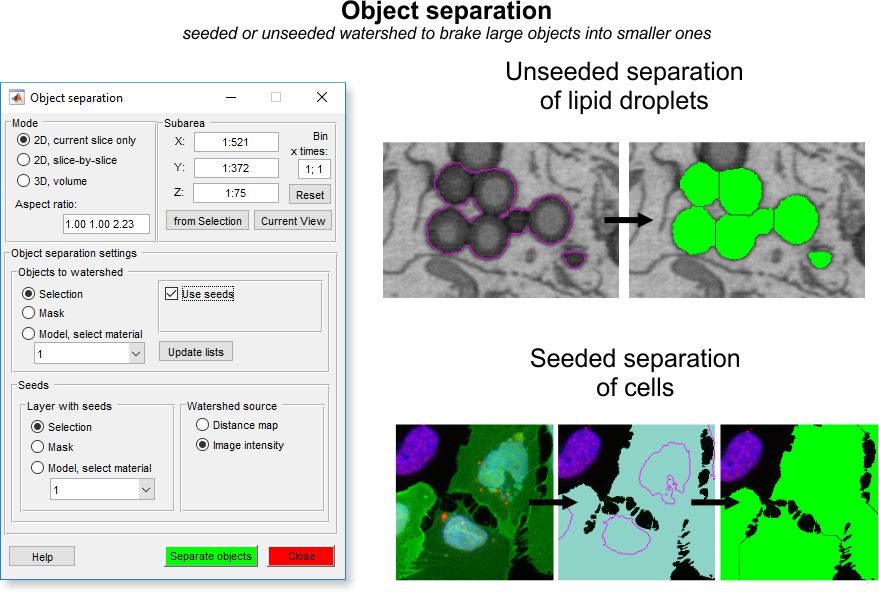 Object separation
seeded or unseeded watershed to brake large objects into smaller ones
Object separation
Mode
2D, current slice only
2D, slice-by-slice
3D, volume
Aspect ratio:
1.00 1.00 2.23
Subarea
X: 1:521
Y: 1:372
Z: 1:75
Bin
x times:
1; 1
Reset
from Selection
Current View
Object separation settings
Objects to watershed
Selection
Mask
Model, select material
1
Use seeds
Update lists
Seeds
Layer with seeds
Selection
Mask
Model, select material
1
Watershed source
Distance map
Image intensity
Help
Separate objects
Close
Unseeded separation
of lipid droplets
Seeded separation
of cells